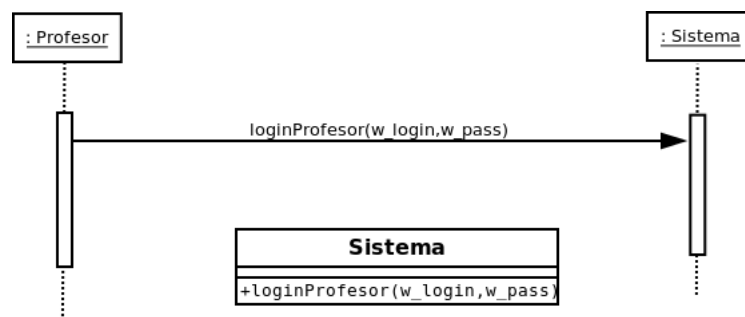 : Profesor
: Sistema
loginProfesor(w_login,w_pass)
Sistema
+loginProfesor(w_login,w_pass)